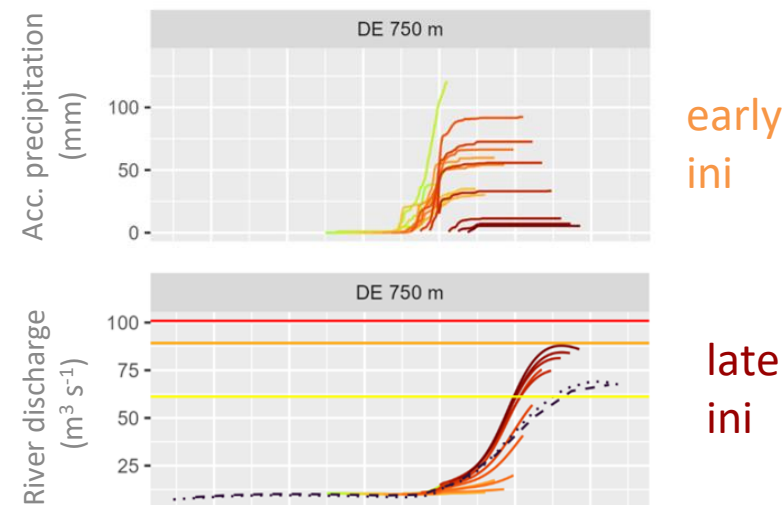 DE 750 m
Acc. precipitation
(mm)
100
50
0
early
ini
DE 750 m
River discharge
(m³ s⁻¹)
100
75
50
25
late
ini